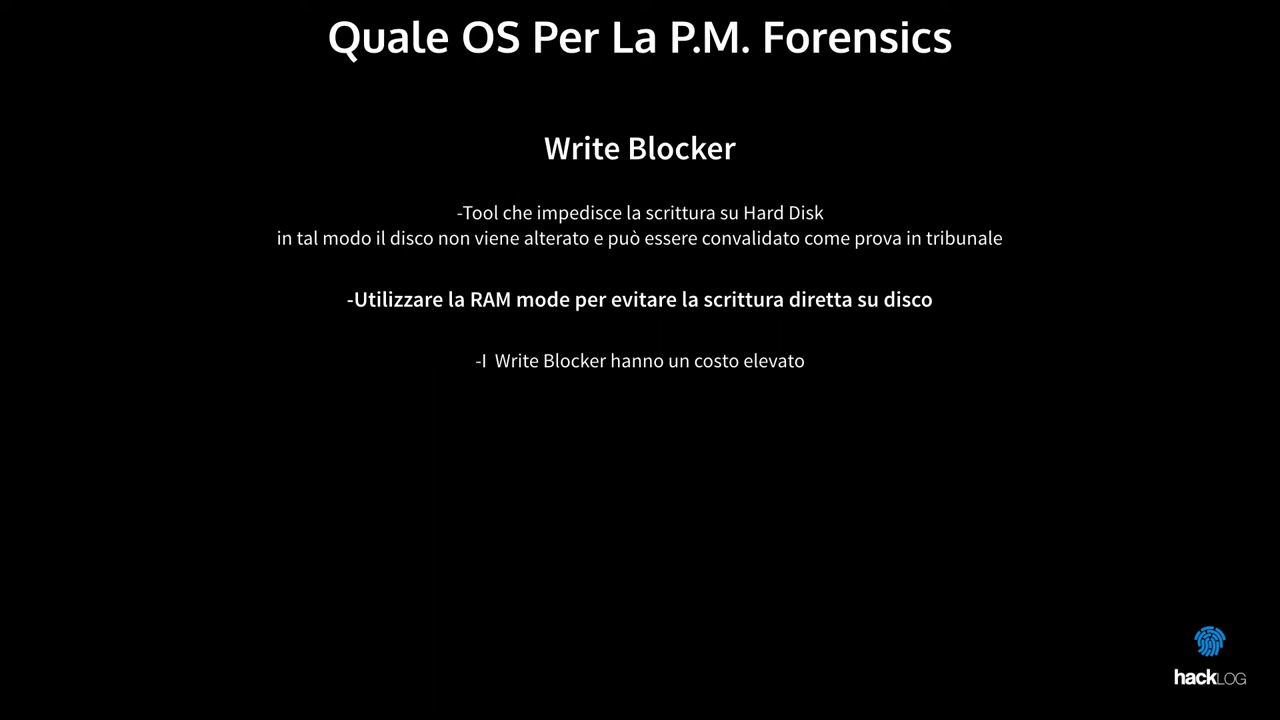 Quale OS Per La P.M. Forensics
Write Blocker
-Tool che impedisce la scrittura su Hard Disk
in tal modo il disco non viene alterato e può essere convalidato come prova in tribunale
-Utilizzare la RAM mode per evitare la scrittura diretta su disco
-I  Write Blocker hanno un costo elevato
hackLOG